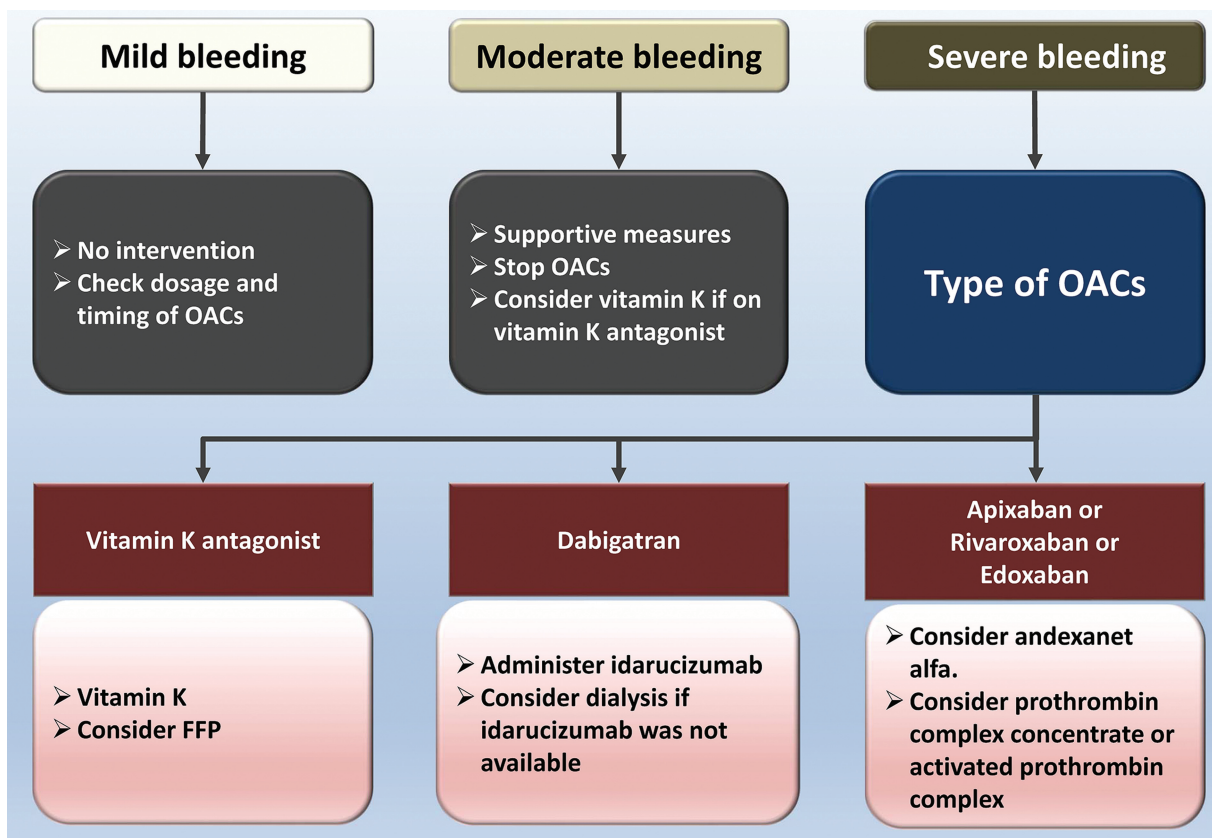 Mild bleeding
Moderate bleeding
Severe bleeding
➢ No intervention
➢ Check dosage and
timing of OACs
➢ Supportive measures
➢ Stop OACs
➢ Consider vitamin K if on
vitamin K antagonist
Type of OACs
Vitamin K antagonist
Dabigatran
Apixaban or
Rivaroxaban or
Edoxaban
➢ Vitamin K
➢ Consider FFP
➢ Administer idarucizumab
➢ Consider dialysis if
idarucizumab was not
available
➢ Consider andexanet
alfa.
➢ Consider prothrombin
complex concentrate or
activated prothrombin
complex